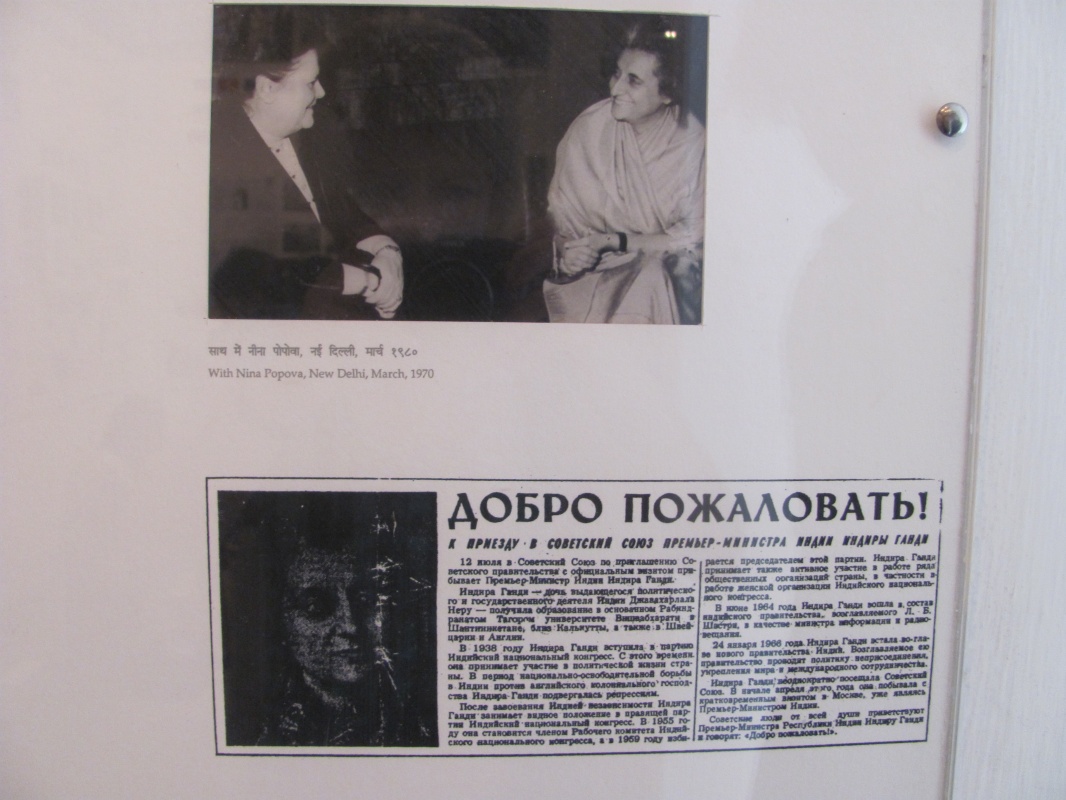 साथ में नीना पोपोवा, नई दिल्ली, मार्च १९८०
With Nina Popova, New Delhi, March, 1970
ДОБРО ПОЖАЛОВАТЬ!
К ПРИЕЗДУ В СОВЕТСКИЙ СОЮЗ ПРЕМЬЕР-МИНИСТРА ИНДИИ ИНДИРЫ ГАНДИ
12 июля в Советский Союз по приглашению Со-
ветского правительства с официальным визитом при-
бывает Премьер-Министр Индии Индира Ганди.
Индира Ганди — дочь выдающегося политическо-
го и государственного деятеля Индии Джавахарлала
Неру — получила образование в основанном Рабинд-
ранатом Тагором университете Вишвабхарати в
Шантиникетане, близ Калькутты, а также в Швей-
царии и Англии.
В 1938 году Индира Ганди вступила в партию
Индийский национальный конгресс. С этого времени
она принимает участие в политической жизни стра-
ны. В период национально-освободительной борьбы
в Индии против английского колониального господ-
ства Индира Ганди подвергалась репрессиям.
После завоевания Индией независимости Индира
Ганди занимает видное положение в правящей пар-
тии Индийский национальный конгресс. В 1955 го-
ду она становится членом Рабочего комитета Индий-
ского национального конгресса, а в 1959 году изби-
рается председателем этой партии. Индира Ганди
принимает также активное участие в работе ряда
общественных организаций страны, в частности в
работе женской организации Индийского националь-
ного конгресса.
В июне 1964 года Индира Ганди вошла в состав
индийского правительства, возглавляемого Л. Б.
Шастри, в качестве министра информации и радио-
вещания.
24 января 1966 года Индира Ганди встала во гла-
ве нового правительства Индии. Возглавляемое ею
правительство проводит политику неприсоединения,
укрепления мира и международного сотрудничества.
Индира Ганди неоднократно посещала Советский
Союз. В начале апреля этого года она побывала с
кратковременным визитом в Москве, уже являясь
Премьер-Министром Индии.
Советские люди от всей души приветствуют
Премьер-Министра Республики Индии Индиру Ганди
и говорят: «Добро пожаловать!».